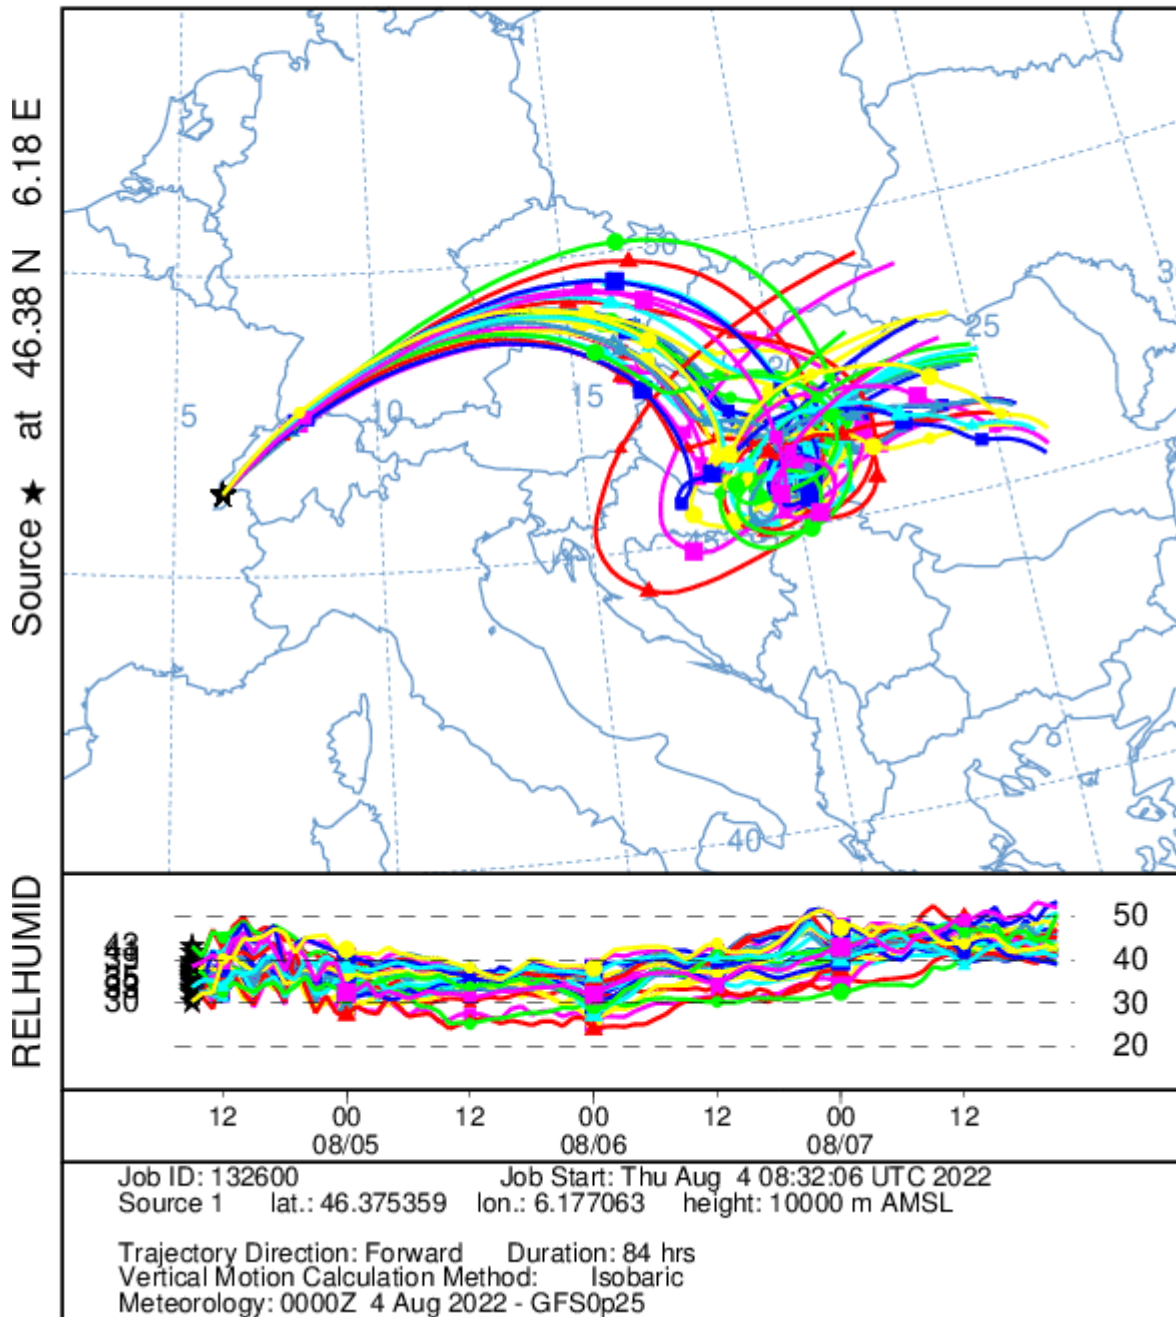 Source ★ at 46.38 N 6.18 E
50
30
25
20
5
10
15
45
40
RELHUMID
50
40
30
20
12 00 12 00 12 00 12
08/05 08/06 08/07
Job ID: 132600 Job Start: Thu Aug 4 08:32:06 UTC 2022
Source 1 lat.: 46.375359 lon.: 6.177063 height: 10000 m AMSL
Trajectory Direction: Forward Duration: 84 hrs
Vertical Motion Calculation Method: Isobaric
Meteorology: 0000Z 4 Aug 2022 - GFS0p25